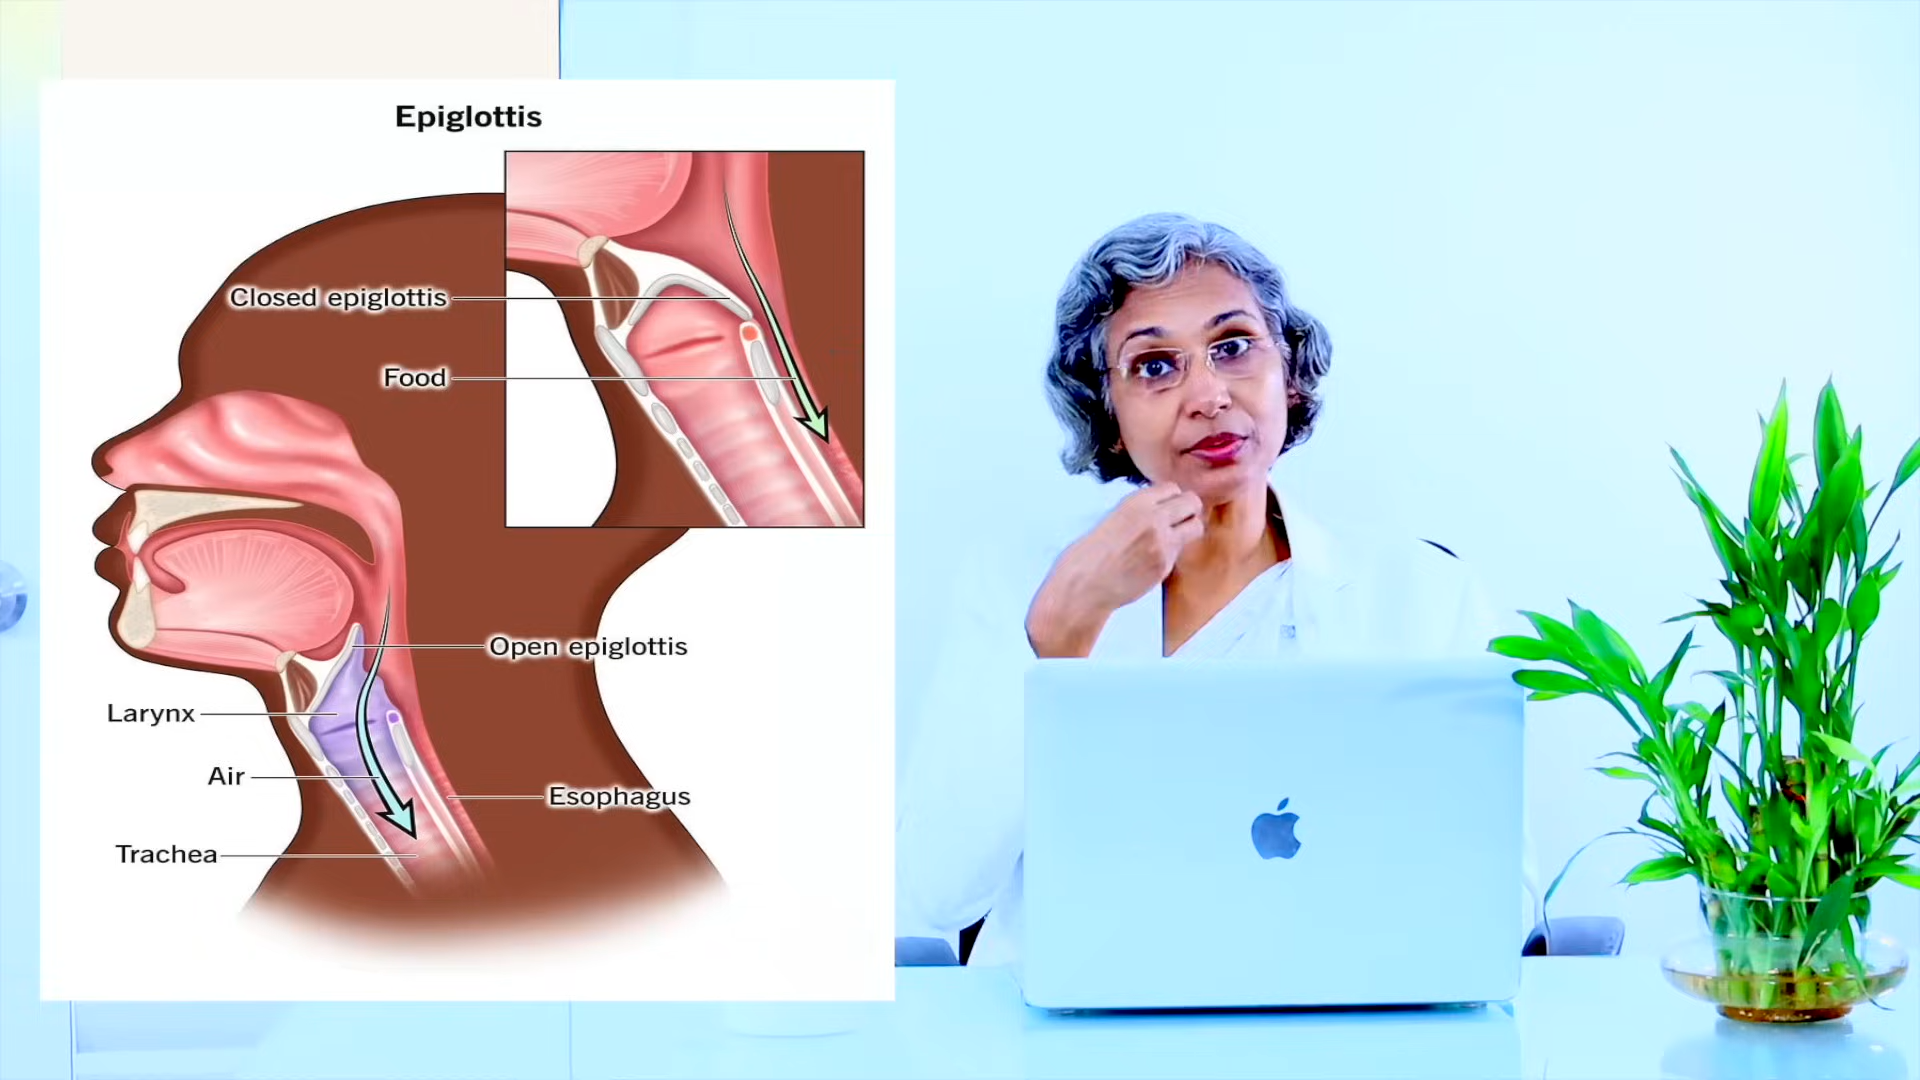 Epiglottis
Closed epiglottis
Food
Open epiglottis
Larynx
Air
Esophagus
Trachea